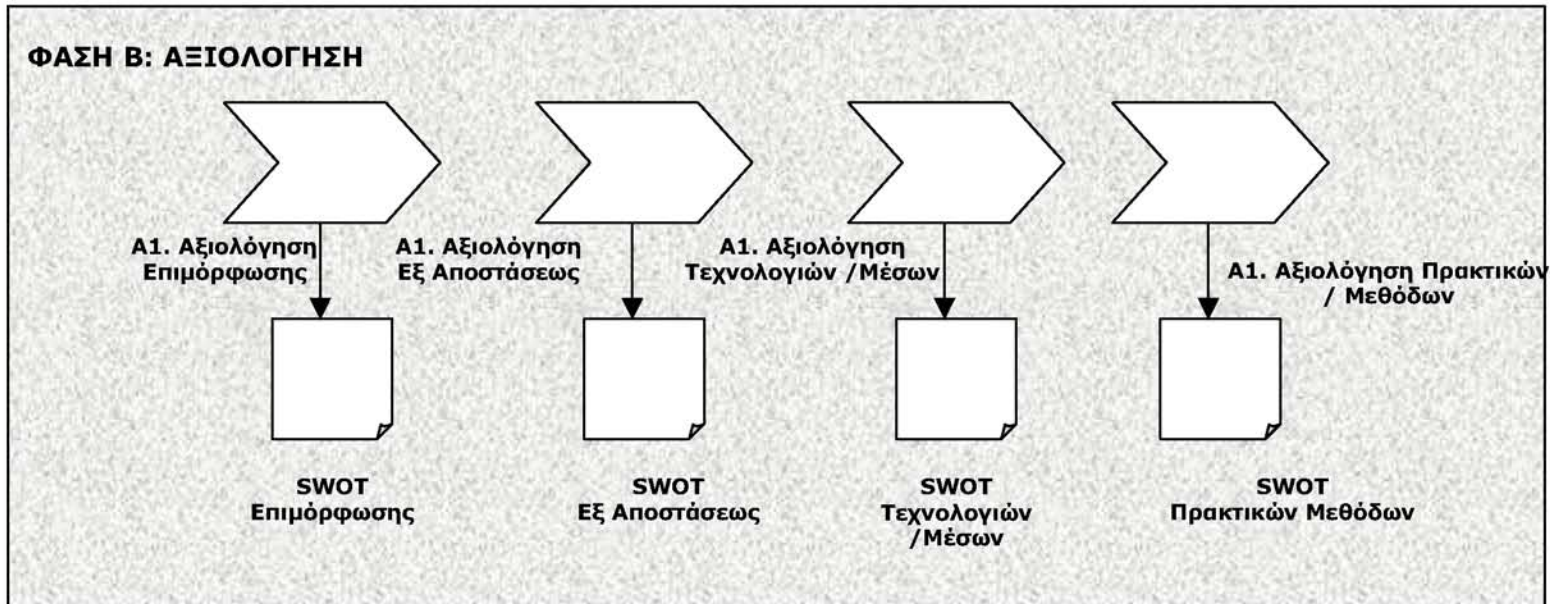 ΦΑΣΗ Β: ΑΞΙΟΛΟΓΗΣΗ
Α1. Αξιολόγηση
Επιμόρφωσης
Α1. Αξιολόγηση
Εξ Αποστάσεως
Α1. Αξιολόγηση
Τεχνολογιών /Μέσων
Α1. Αξιολόγηση Πρακτικών
/ Μεθόδων
SWOT
Επιμόρφωσης
SWOT
Εξ Αποστάσεως
SWOT
Τεχνολογιών
/Μέσων
SWOT
Πρακτικών Μεθόδων